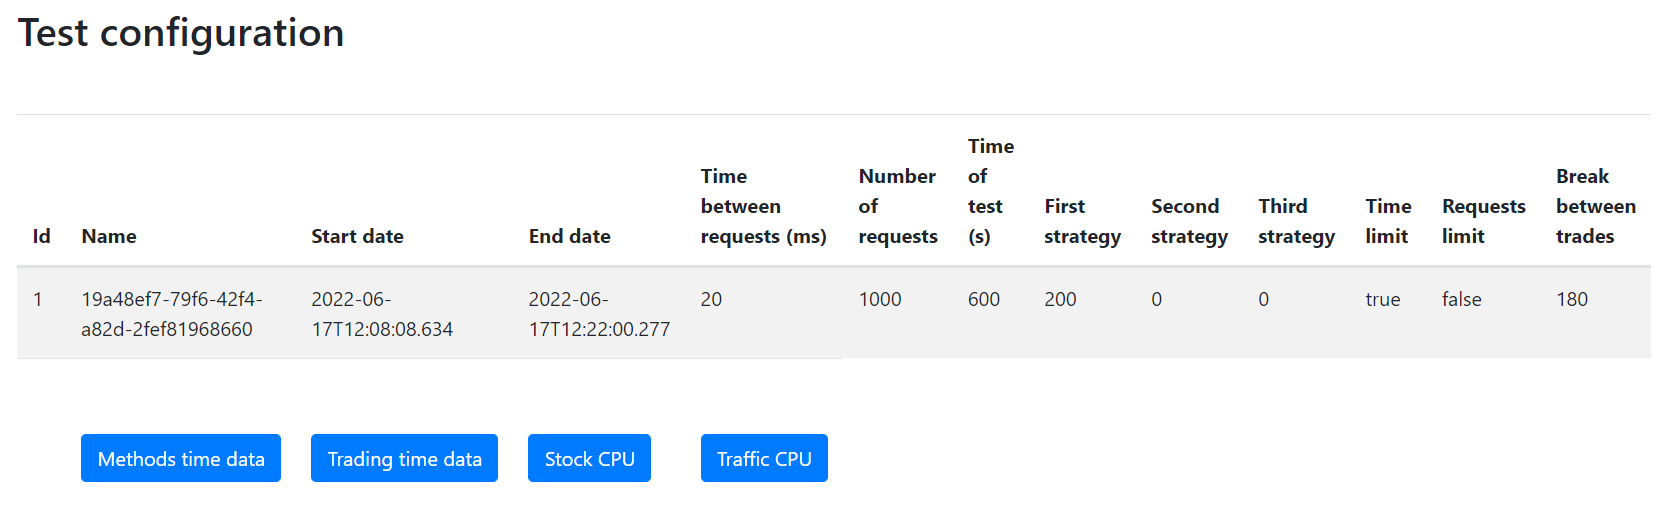 Test configuration
Id Name Start date End date Time between requests (ms) Number of requests Time of test (s) First strategy Second strategy Third strategy Time limit Requests limit Break between trades
1 19a48ef7-79f6-42f4-a82d-2fef81968660 2022-06-17T12:08:08.634 2022-06-17T12:22:00.277 20 1000 600 200 0 0 true false 180
Methods time data Trading time data Stock CPU Traffic CPU